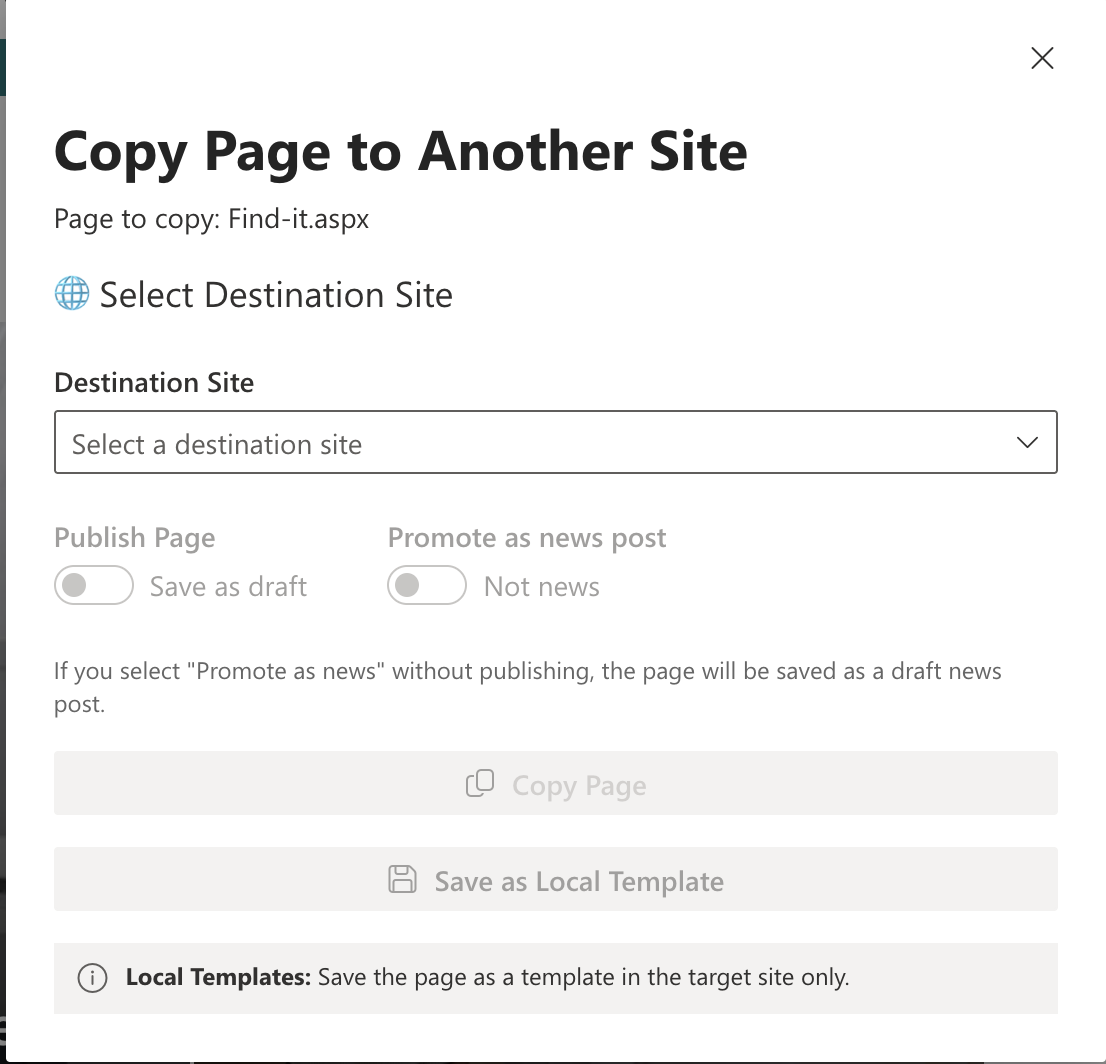 Copy Page to Another Site
Page to copy: Find-it.aspx
Select Destination Site
Destination Site
Select a destination site
Publish Page
Promote as news post
Save as draft
Not news
If you select "Promote as news" without publishing, the page will be saved as a draft news
post.
Copy Page
Save as Local Template
Local Templates: Save the page as a template in the target site only.